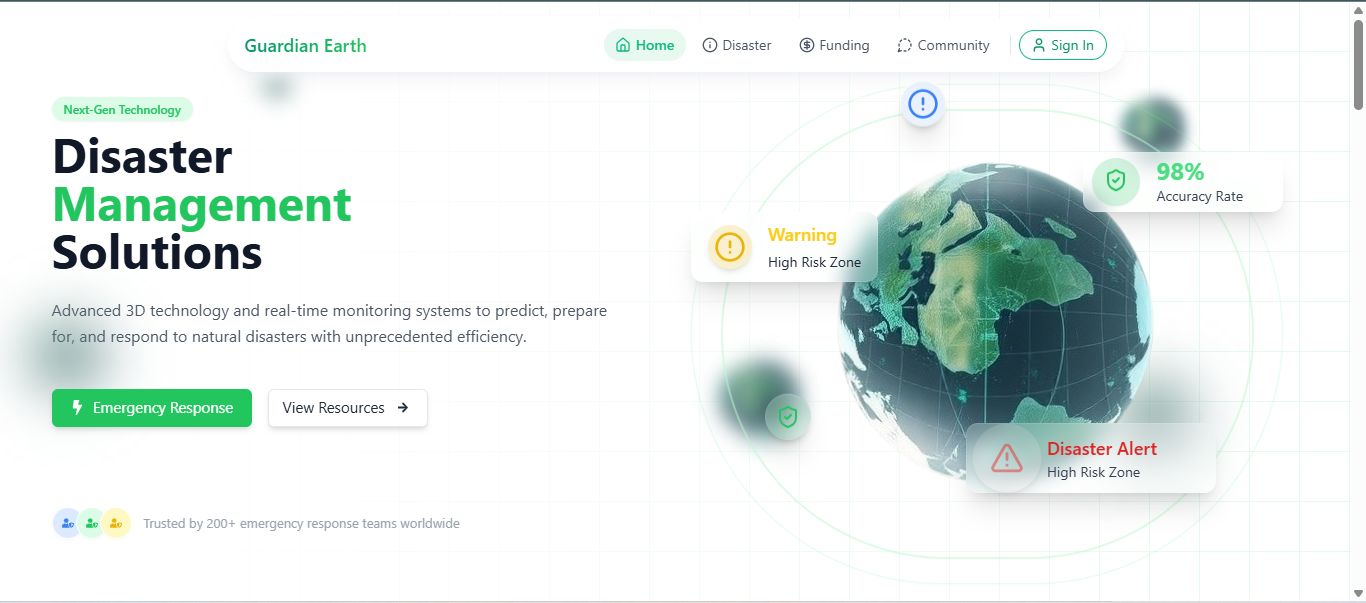 Guardian Earth
Home
Disaster
Funding
Community
Sign In
Next-Gen Technology
Disaster
Management
Solutions
Advanced 3D technology and real-time monitoring systems to predict, prepare
for, and respond to natural disasters with unprecedented efficiency.
Emergency Response
View Resources
Trusted by 200+ emergency response teams worldwide
98%
Accuracy Rate
Warning
High Risk Zone
Disaster Alert
High Risk Zone